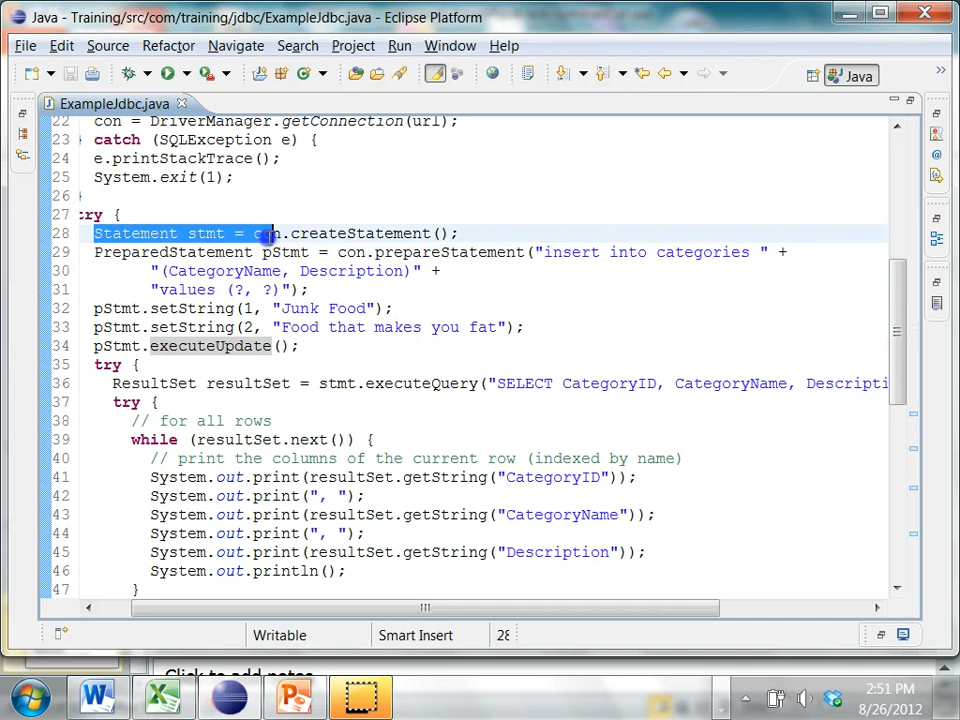 Java - Training/src/com/training/jdbc/ExampleJdbc.java - Eclipse Platform
File Edit Source Refactor Navigate Search Project Run Window Help
Java
ExampleJdbc.java
22 con = DriverManager.getConnection(url);
23 } catch (SQLException e) {
24 e.printStackTrace();
25 System.exit(1);
26 }
27 try {
28 Statement stmt = con.createStatement();
29 PreparedStatement pStmt = con.prepareStatement("insert into categories " +
30 "(CategoryName, Description)" +
31 "values (?, ?)");
32 pStmt.setString(1, "Junk Food");
33 pStmt.setString(2, "Food that makes you fat");
34 pStmt.executeUpdate();
35 try {
36 ResultSet resultSet = stmt.executeQuery("SELECT CategoryID, CategoryName, Descripti
37 try {
38 // for all rows
39 while (resultSet.next()) {
40 // print the columns of the current row (indexed by name)
41 System.out.print(resultSet.getString("CategoryID"));
42 System.out.print(", ");
43 System.out.print(resultSet.getString("CategoryName"));
44 System.out.print(", ");
45 System.out.print(resultSet.getString("Description"));
46 System.out.println();
47 }
Writable Smart Insert 28
Click to add notes
2:51 PM
8/26/2012